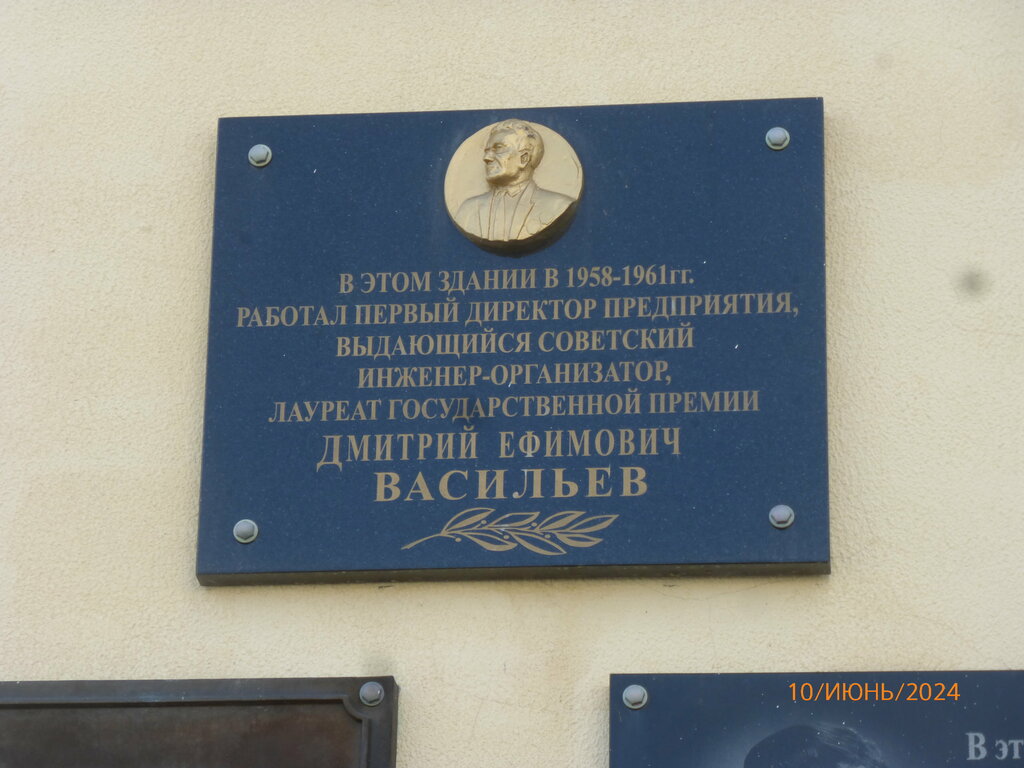 В ЭТОМ ЗДАНИИ В 1958-1961гг.
РАБОТАЛ ПЕРВЫЙ ДИРЕКТОР ПРЕДПРИЯТИЯ,
ВЫДАЮЩИЙСЯ СОВЕТСКИЙ
ИНЖЕНЕР-ОРГАНИЗАТОР,
ЛАУРЕАТ ГОСУДАРСТВЕННОЙ ПРЕМИИ
ДМИТРИЙ ЕФИМОВИЧ
ВАСИЛЬЕВ
10/ИЮНЬ/2024
В эт